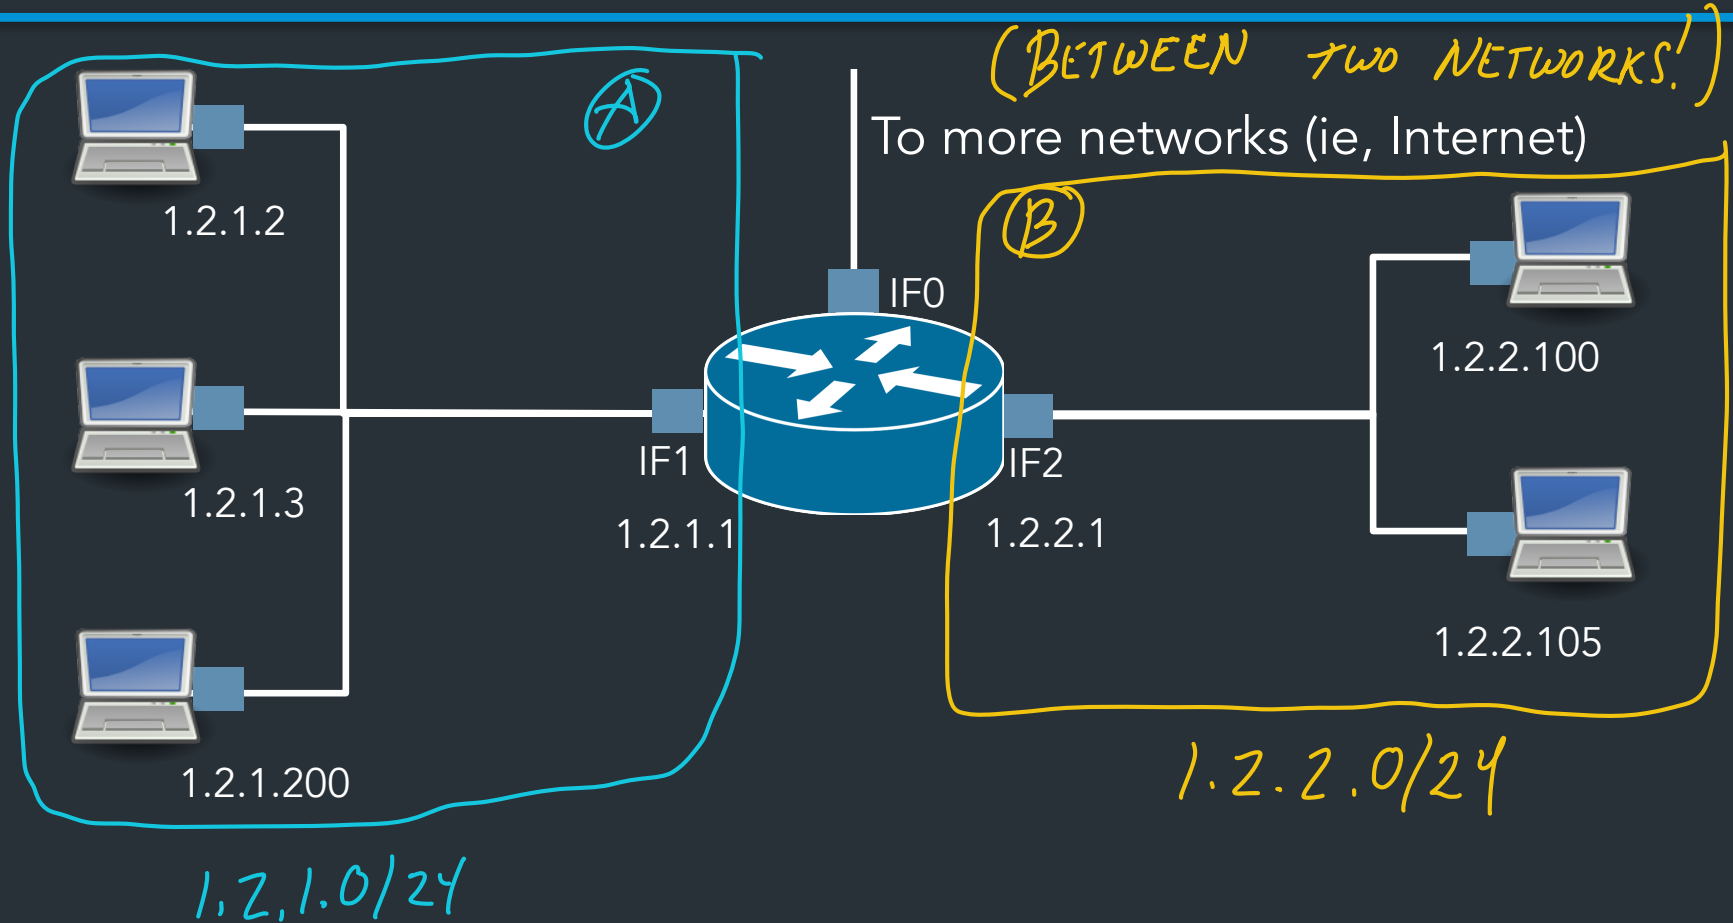 (BETWEEN TWO NETWORKS!)
To more networks (ie, Internet)
A
B
1.2.1.2
IF0
1.2.2.100
IF1
IF2
1.2.1.3
1.2.1.1
1.2.2.1
1.2.2.105
1.2.1.200
1.2.2.0/24
1.2.1.0/24